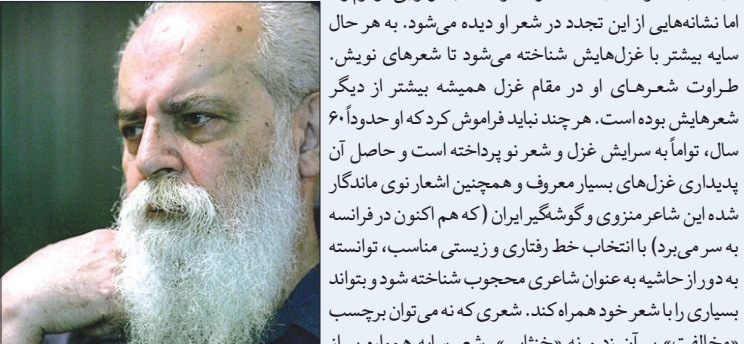 اما نشانه‌هایی از این تجدد در شعر او دیده می‌شود. به هر حال
سایه بیشتر با غزل‌هایش شناخته می‌شود تا شعرهای نویش.
طراوت شعرهای او در مقام غزل همیشه بیشتر از دیگر
شعرهایش بوده است. هر چند نباید فراموش کرد که او حدوداً ۶۰
سال، تواماً به سرایش غزل و شعر نو پرداخته است و حاصل آن
پدیداری غزل‌های بسیار معروف و همچنین اشعار نوی ماندگار
شده این شاعر منزوی و گوشه‌گیر ایران (که هم اکنون در فرانسه
به سر می‌برد) با انتخاب خط رفتاری و زیستی مناسب، توانسته
به دور از حاشیه به عنوان شاعری محجوب شناخته شود و بتواند
بسیاری را با شعر خود همراه کند. شعری که نه می‌توان برچسب